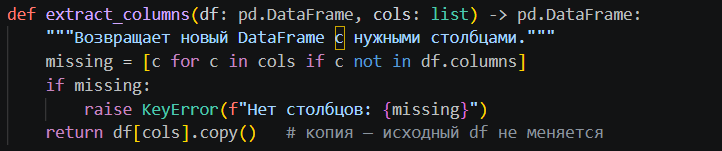 def extract_columns(df: pd.DataFrame, cols: list) -> pd.DataFrame:
    """Возвращает новый DataFrame с нужными столбцами."""
    missing = [c for c in cols if c not in df.columns]
    if missing:
        raise KeyError(f"Нет столбцов: {missing}")
    return df[cols].copy()   # копия — исходный df не меняется